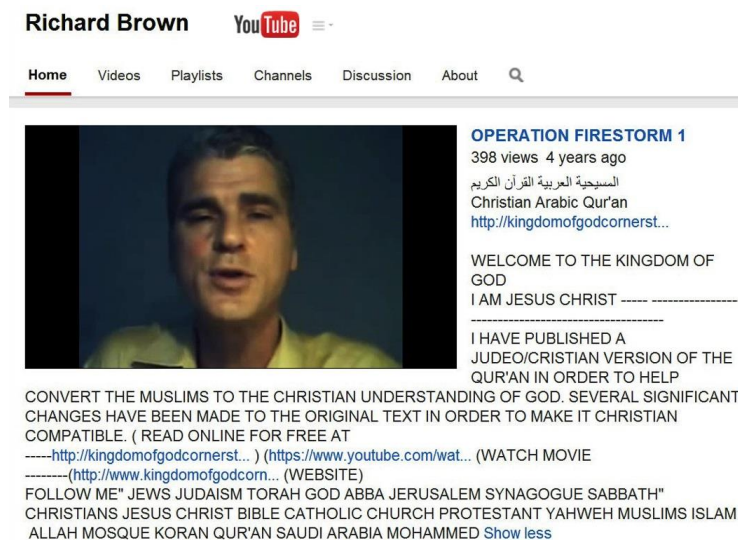 Richard Brown
YouTube
Home Videos Playlists Channels Discussion About
OPERATION FIRESTORM 1
398 views 4 years ago
المسيحية العربية القرآن الكريم
Christian Arabic Qur'an
http://kingdomofgodcornerst...
WELCOME TO THE KINGDOM OF
GOD
I AM JESUS CHRIST ----- ----------------
-----------------------------------
I HAVE PUBLISHED A
JUDEO/CRISTIAN VERSION OF THE
QUR'AN IN ORDER TO HELP
CONVERT THE MUSLIMS TO THE CHRISTIAN UNDERSTANDING OF GOD. SEVERAL SIGNIFICANT
CHANGES HAVE BEEN MADE TO THE ORIGINAL TEXT IN ORDER TO MAKE IT CHRISTIAN
COMPATIBLE. ( READ ONLINE FOR FREE AT
-----http://kingdomofgodcornerst... ) (https://www.youtube.com/wat... (WATCH MOVIE
--------(http://www.kingdomofgodcorn... (WEBSITE)
FOLLOW ME" JEWS JUDAISM TORAH GOD ABBA JERUSALEM SYNAGOGUE SABBATH"
CHRISTIANS JESUS CHRIST BIBLE CATHOLIC CHURCH PROTESTANT YAHWEH MUSLIMS ISLAM
ALLAH MOSQUE KORAN QUR'AN SAUDI ARABIA MOHAMMED Show less